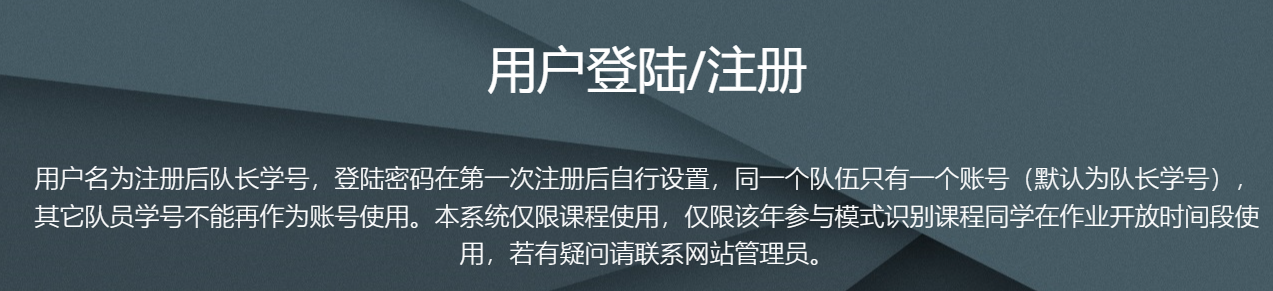 用户登陆/注册
用户名为注册后队长学号，登陆密码在第一次注册后自行设置，同一个队伍只有一个账号（默认为队长学号），
其它队员学号不能再作为账号使用。本系统仅限课程使用，仅限该年参与模式识别课程同学在作业开放时间段使
用，若有疑问请联系网站管理员。